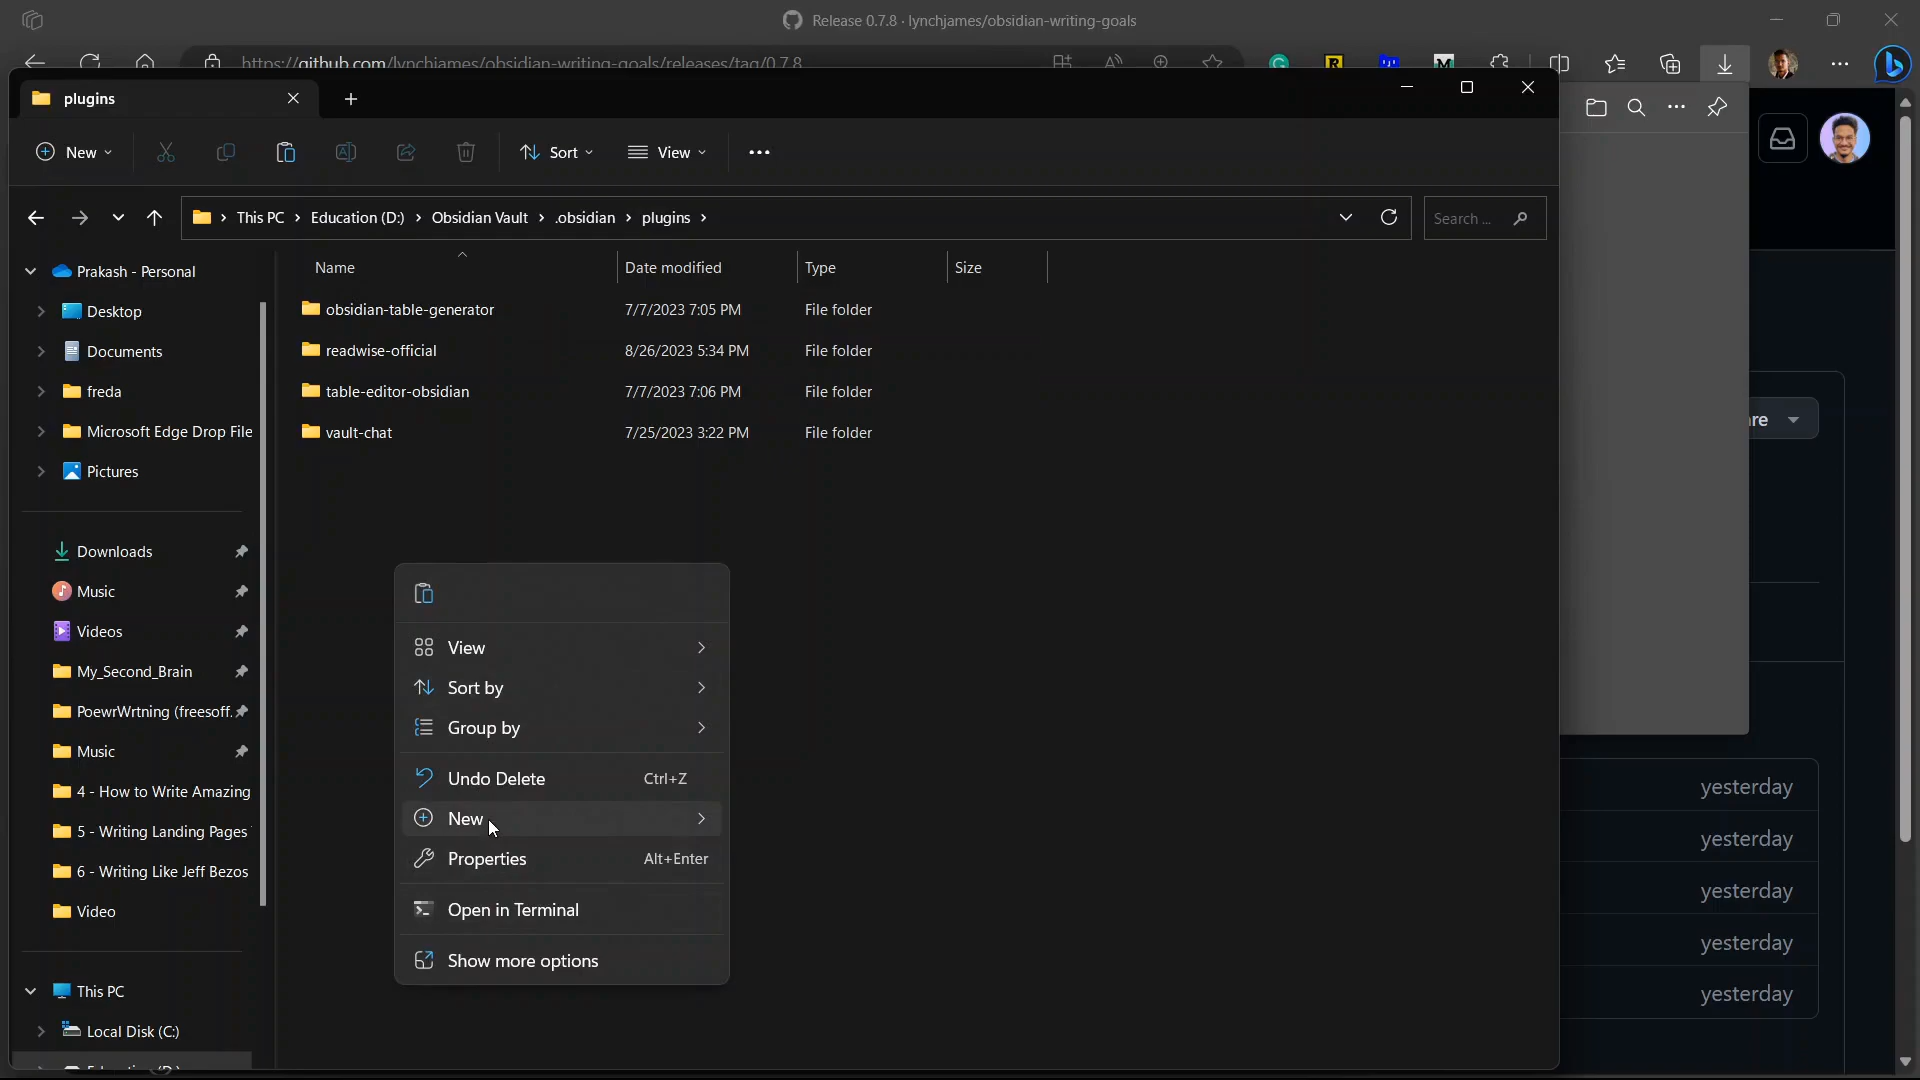 Release 0.7.8 · lynchjames/obsidian-writing-goals
https://github.com/lynchjames/obsidian-writing-goals/releases/tag/0.7.8
plugins
New
Sort
View
This PC > Education (D:) > Obsidian Vault > .obsidian > plugins >
Search ...
Name
Date modified
Type
Size
obsidian-table-generator 7/7/2023 7:05 PM File folder
readwise-official 8/26/2023 5:34 PM File folder
table-editor-obsidian 7/7/2023 7:06 PM File folder
vault-chat 7/25/2023 3:22 PM File folder
Prakash - Personal
Desktop
Documents
freda
Microsoft Edge Drop File
Pictures
Downloads
Music
Videos
My_Second_Brain
PoewrWrtning (freesoff.
Music
4 - How to Write Amazing
5 - Writing Landing Pages
6 - Writing Like Jeff Bezos
Video
This PC
Local Disk (C:)
View
Sort by
Group by
Undo Delete Ctrl+Z
New
Properties Alt+Enter
Open in Terminal
Show more options
are
yesterday
yesterday
yesterday
yesterday
yesterday